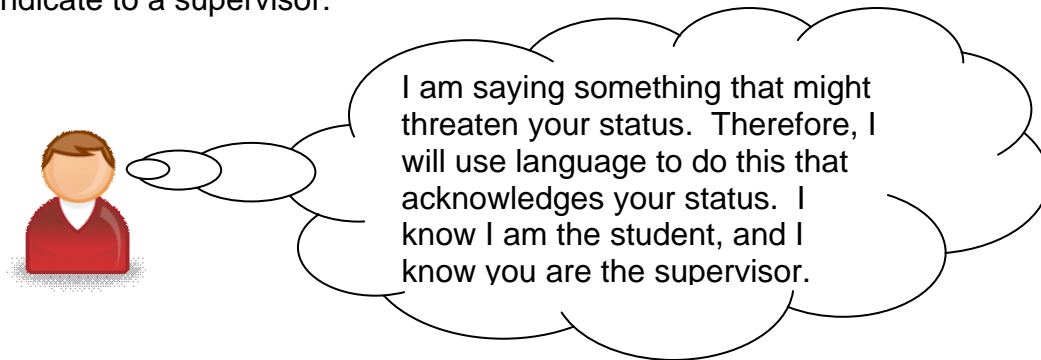 ndicate to a supervisor.
I am saying something that might
threaten your status.  Therefore, I
will use language to do this that
acknowledges your status.  I
know I am the student, and I
know you are the supervisor.